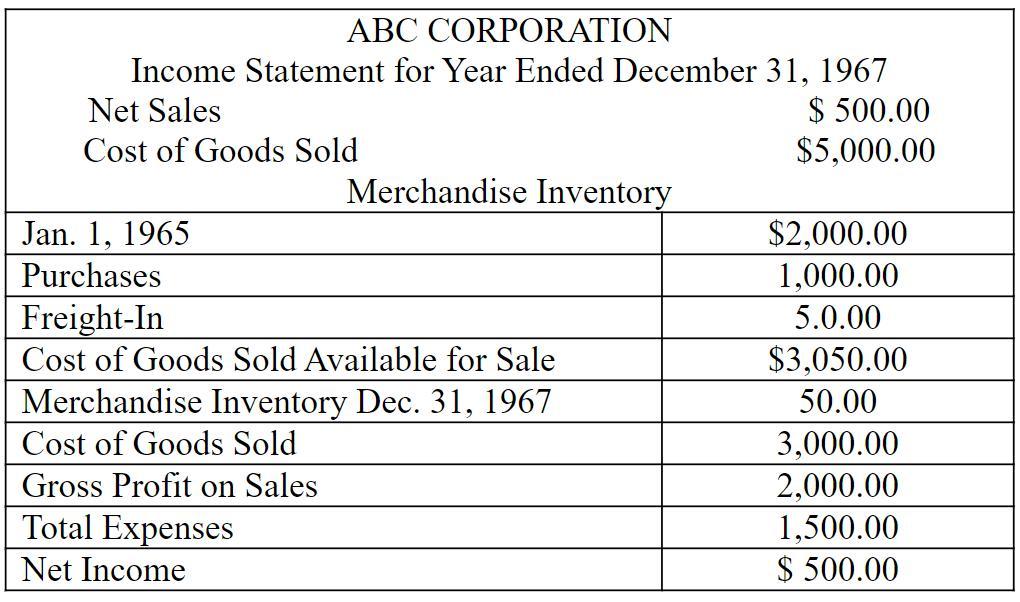 ABC CORPORATION
Income Statement for Year Ended December 31, 1967
Net Sales $ 500.00
Cost of Goods Sold $5,000.00
Merchandise Inventory
Jan. 1, 1965 $2,000.00
Purchases 1,000.00
Freight-In 5.0.00
Cost of Goods Sold Available for Sale $3,050.00
Merchandise Inventory Dec. 31, 1967 50.00
Cost of Goods Sold 3,000.00
Gross Profit on Sales 2,000.00
Total Expenses 1,500.00
Net Income $ 500.00